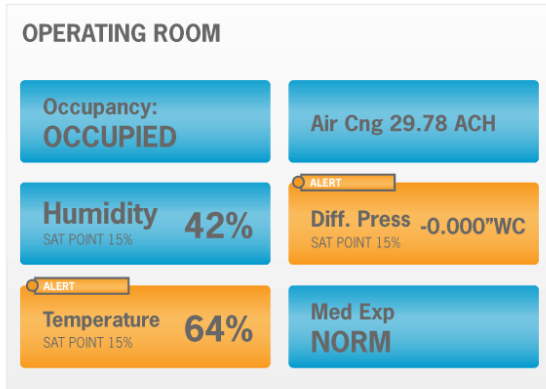 OPERATING ROOM
Occupancy:
OCCUPIED
Air Cng 29.78 ACH
Humidity 42%
SAT POINT 15%
ALERT
Diff. Press -0.000"WC
SAT POINT 15%
ALERT
Temperature 64%
SAT POINT 15%
Med Exp
NORM